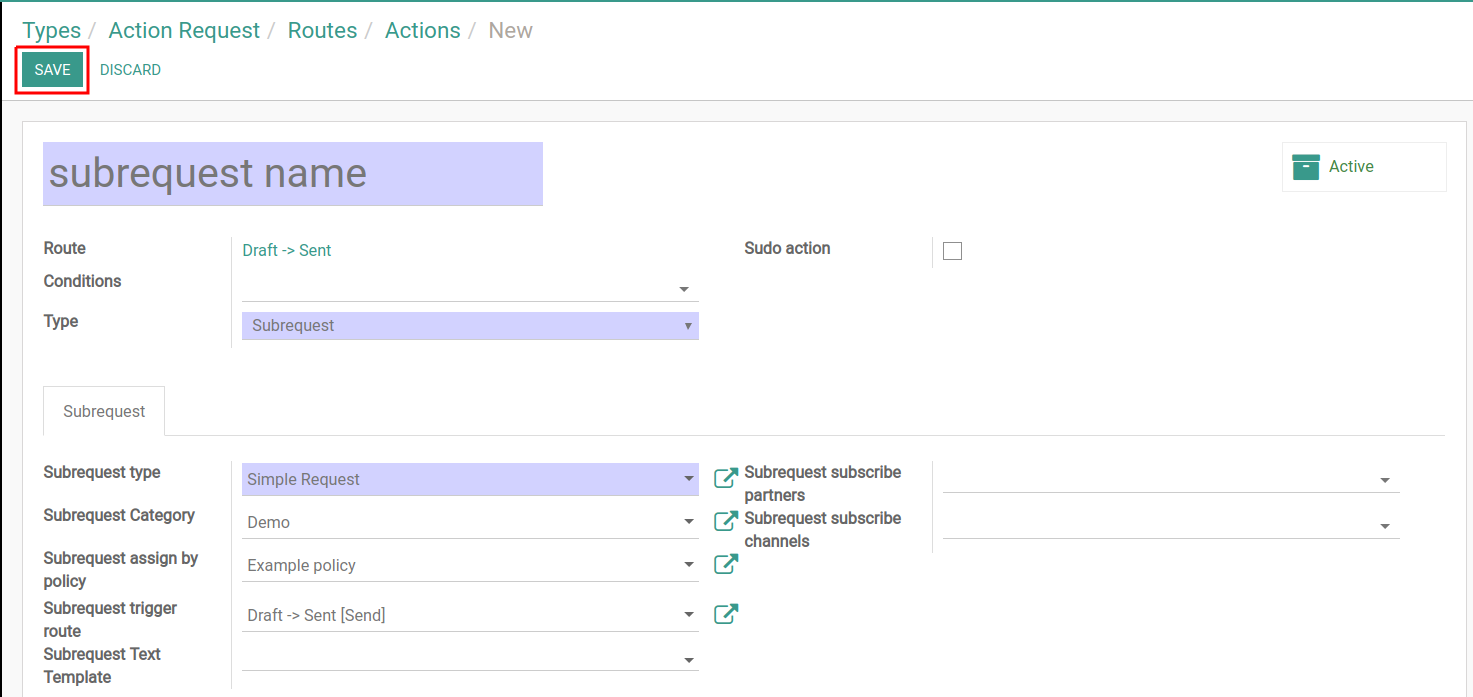 Types / Action Request / Routes / Actions / New
SAVE DISCARD
subrequest name
Active
Route Draft -> Sent
Sudo action
Conditions
Type Subrequest
Subrequest
Subrequest type Simple Request
Subrequest Category Demo
Subrequest assign by
policy
Example policy
Subrequest trigger
route
Draft -> Sent [Send]
Subrequest Text
Template
Subrequest subscribe
partners
Subrequest subscribe
channels